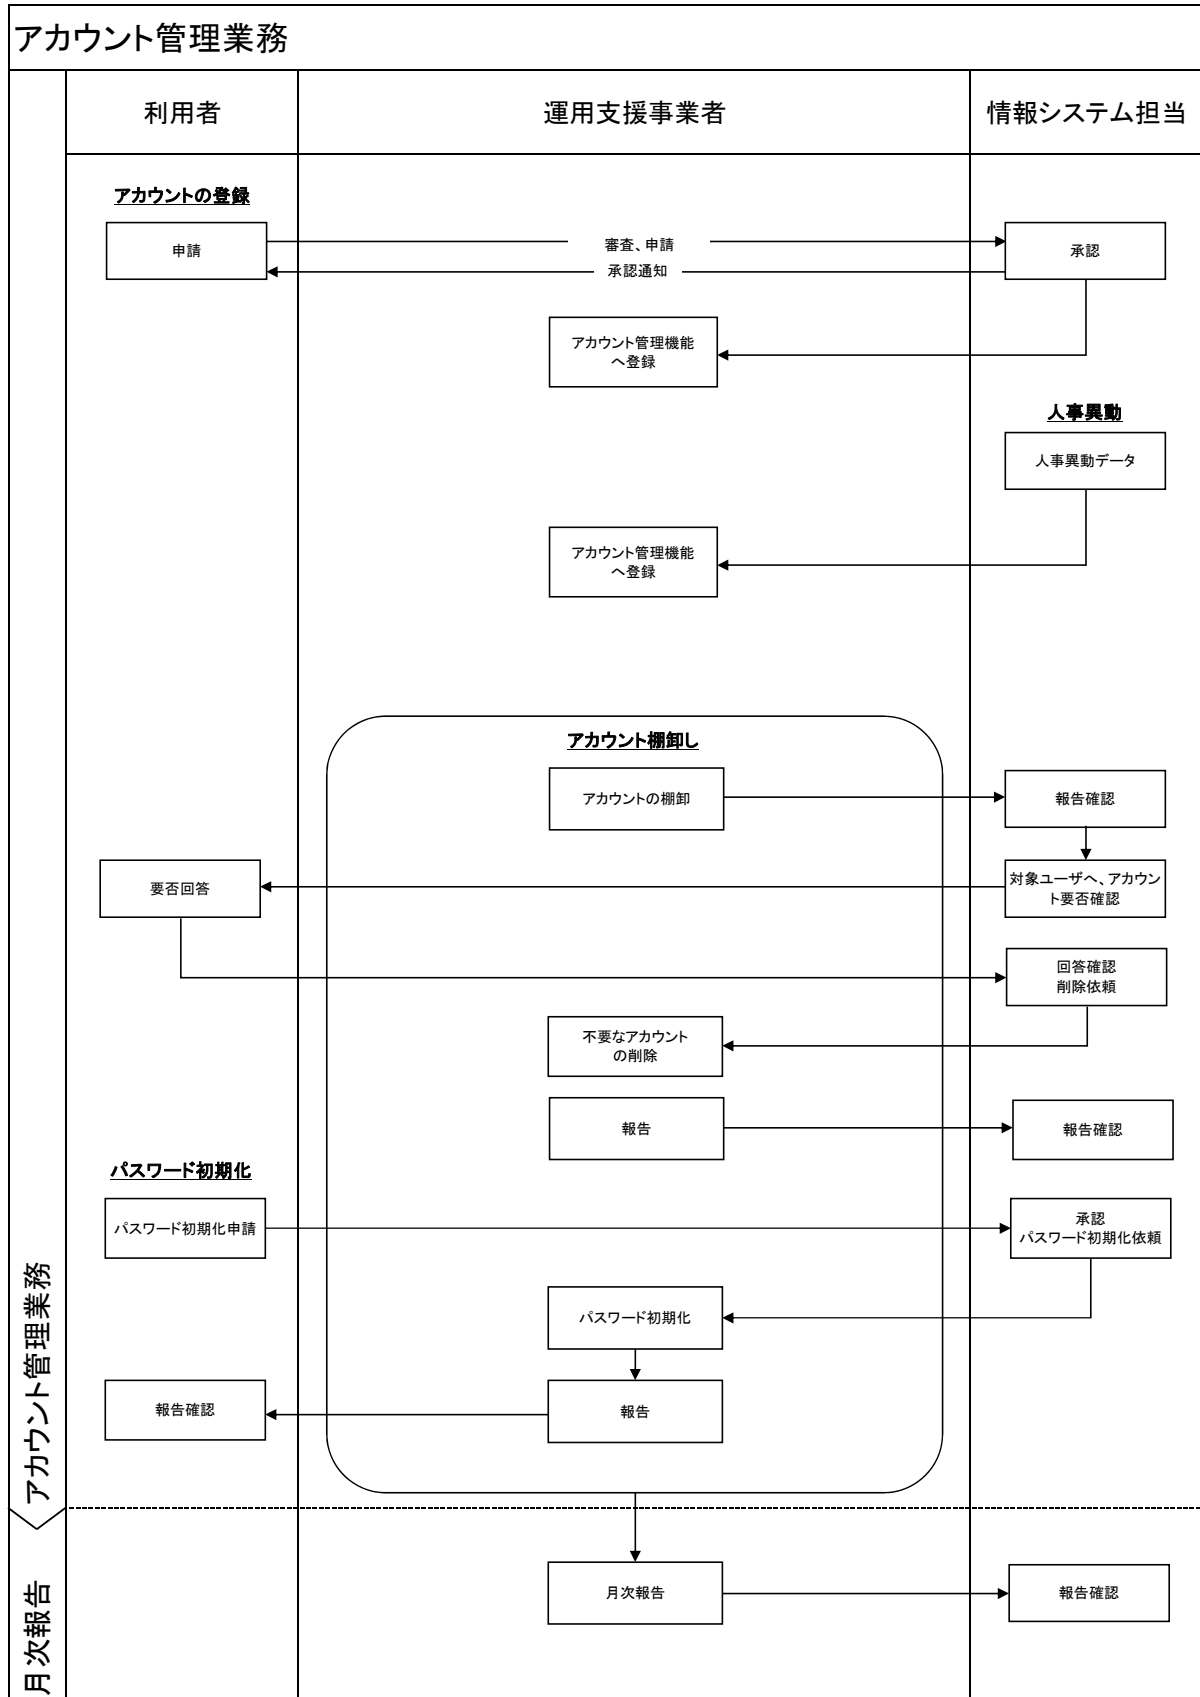 アカウント管理業務
利用者
運用支援事業者
情報システム担当
アカウントの登録
申請
審査、申請
承認通知
承認
アカウント管理機能
へ登録
人事異動
人事異動データ
アカウント管理機能
へ登録
アカウント棚卸し
アカウントの棚卸
報告確認
要否回答
対象ユーザへ、アカウン
ト要否確認
回答確認
削除依頼
不要なアカウント
の削除
報告
報告確認
パスワード初期化
パスワード初期化申請
承認
パスワード初期化依頼
パスワード初期化
報告確認
報告
アカウント管理業務
月次報告
報告確認
月次報告